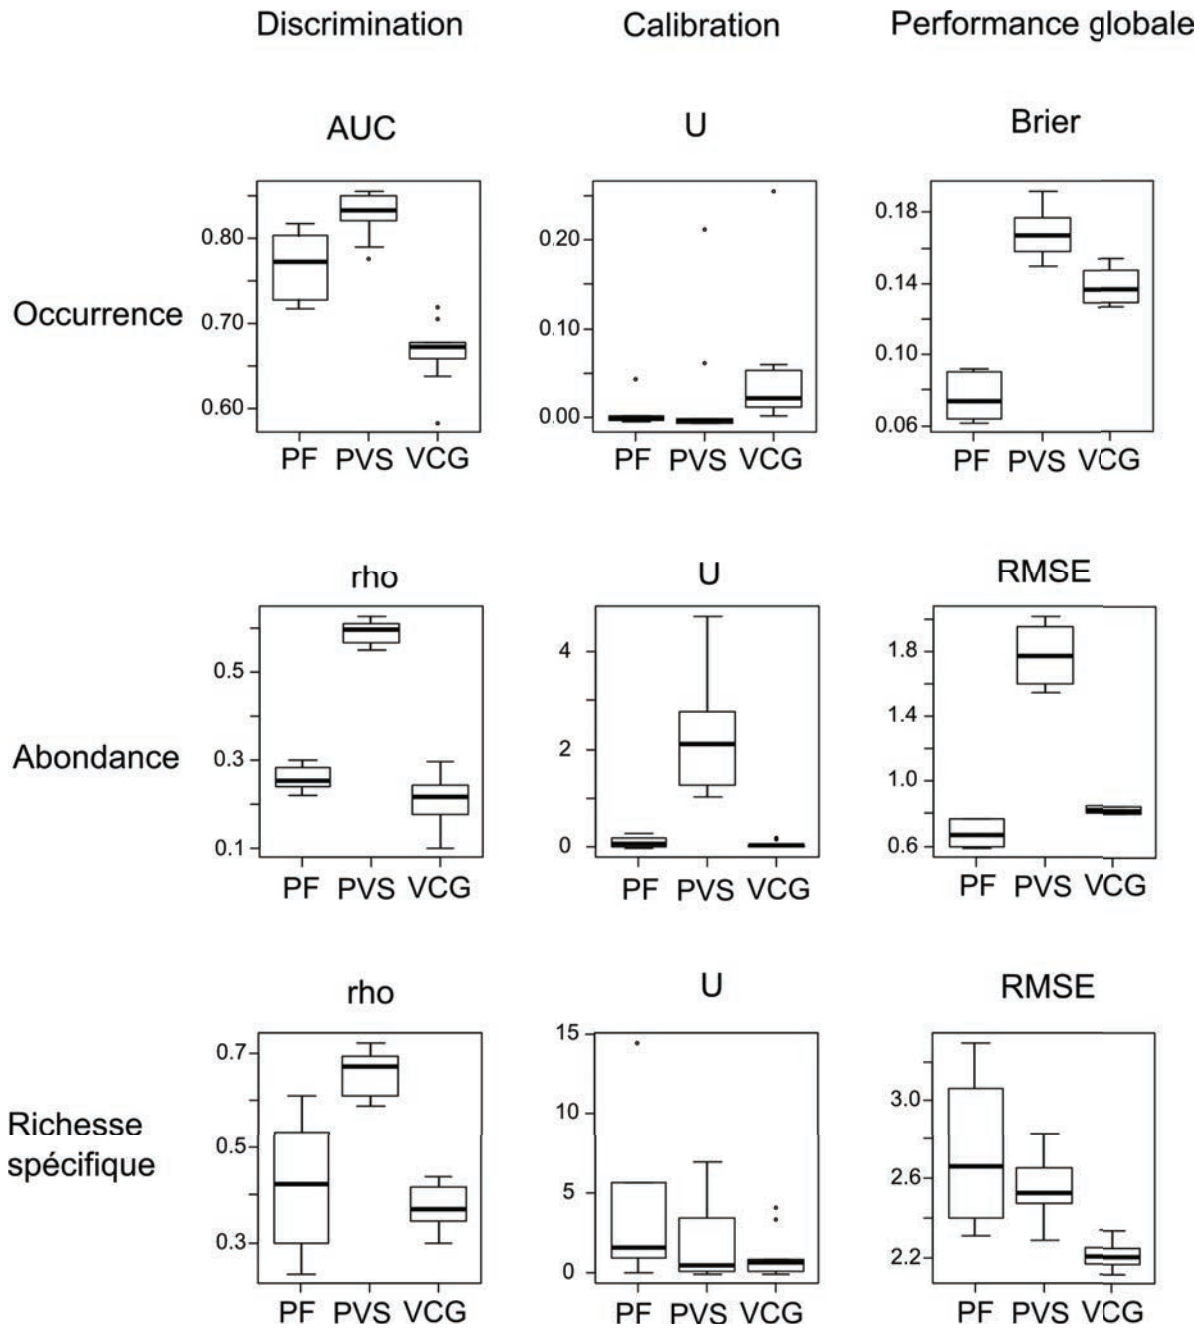 Discrimination Calibration Performance globale
AUC U Brier
Occurrence
0.80
0.70
0.60
PF PVS VCG
0.20
0.10
0.00
PF PVS VCG
0.18
0.14
0.10
0.06
PF PVS VCG
rho U RMSE
Abondance
0.5
0.3
0.1
PF PVS VCG
4
2
0
PF PVS VCG
1.8
1.4
1.0
0.6
PF PVS VCG
rho U RMSE
Richesse
spécifique
0.7
0.5
0.3
PF PVS VCG
15
10
5
0
PF PVS VCG
3.0
2.6
2.2
PF PVS VCG